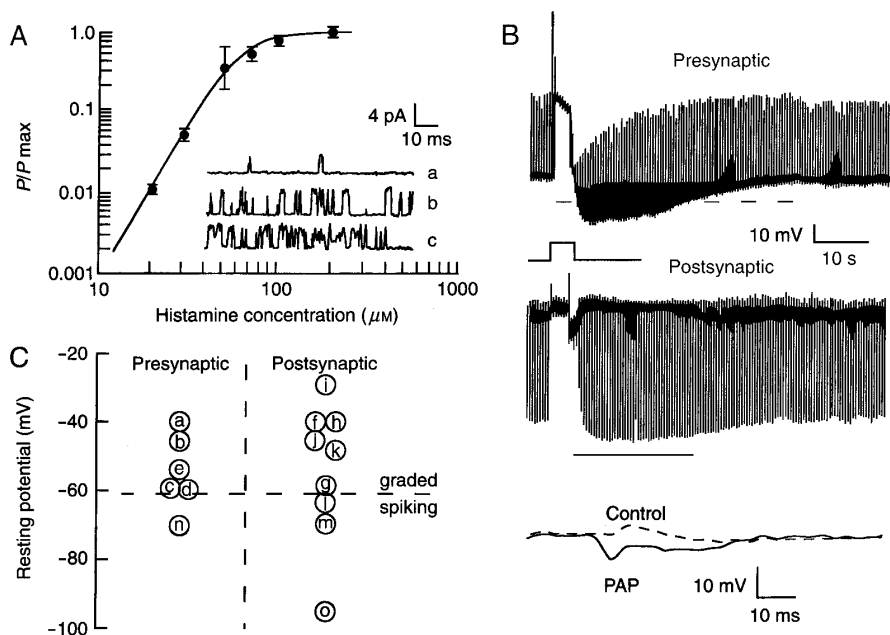 A
P/P max
1.0
0.1
0.01
0.001
10
100
1000
Histamine concentration (μM)
4 pA
10 ms
a
b
c
B
Presynaptic
10 mV
10 s
Postsynaptic
Control
PAP
10 mV
10 ms
C
Resting potential (mV)
−20
−40
−60
−80
−100
Presynaptic
Postsynaptic
a
b
e
c
d
n
i
f
h
j
k
g
l
m
o
graded
spiking